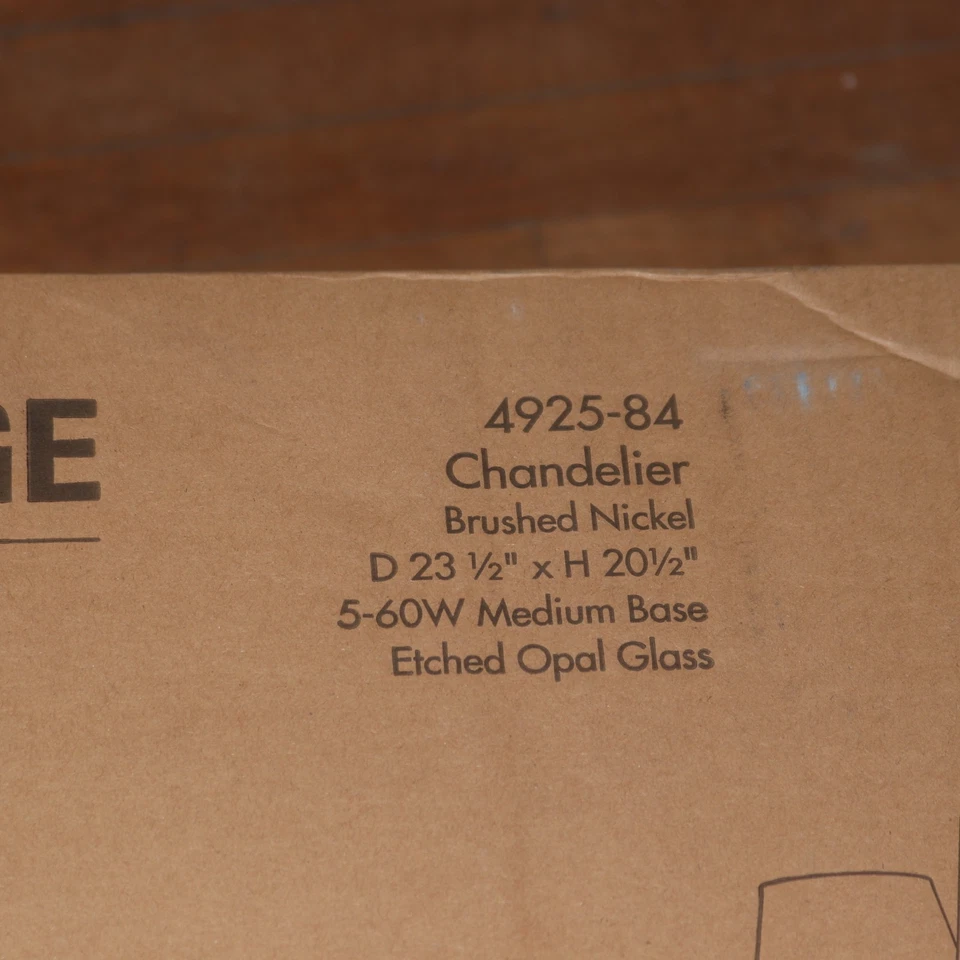 GE
4925-84
Chandelier
Brushed Nickel
D 23 ½" x H 20½"
5-60W Medium Base
Etched Opal Glass